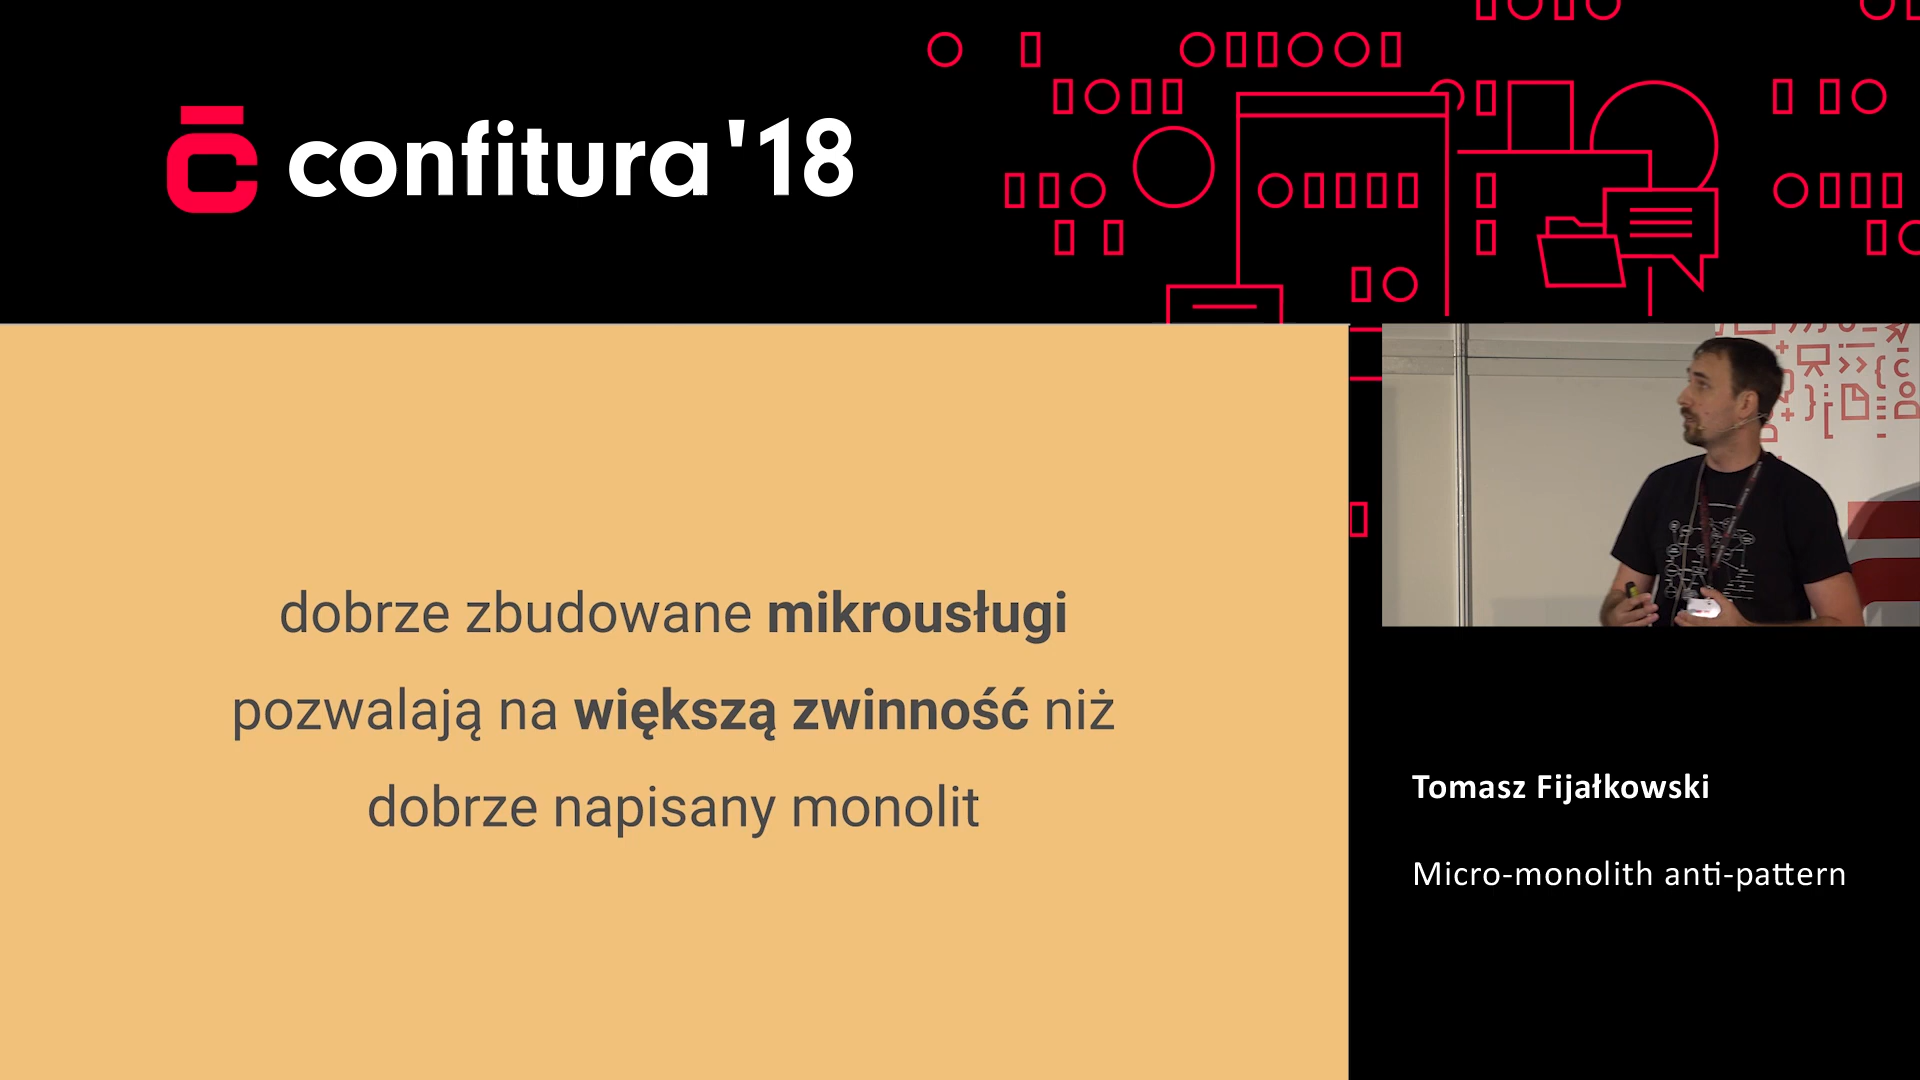 confitura '18
dobrze zbudowane mikrousługi
pozwalają na większą zwinność niż
dobrze napisany monolit
Tomasz Fijałkowski
Micro-monolith anti-pattern